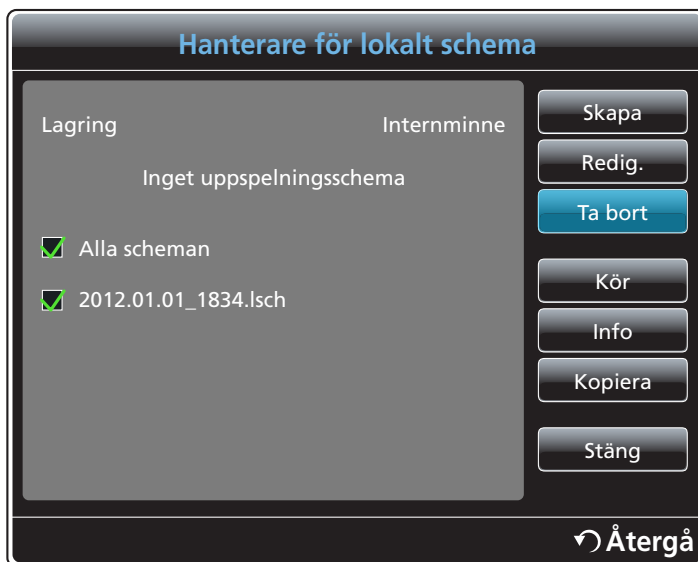 Hanterare för lokalt schema
Lagring Internminne
Inget uppspelningsschema
Alla scheman
2012.01.01_1834.lsch
Skapa
Redig.
Ta bort
Kör
Info
Kopiera
Stäng
Återgå